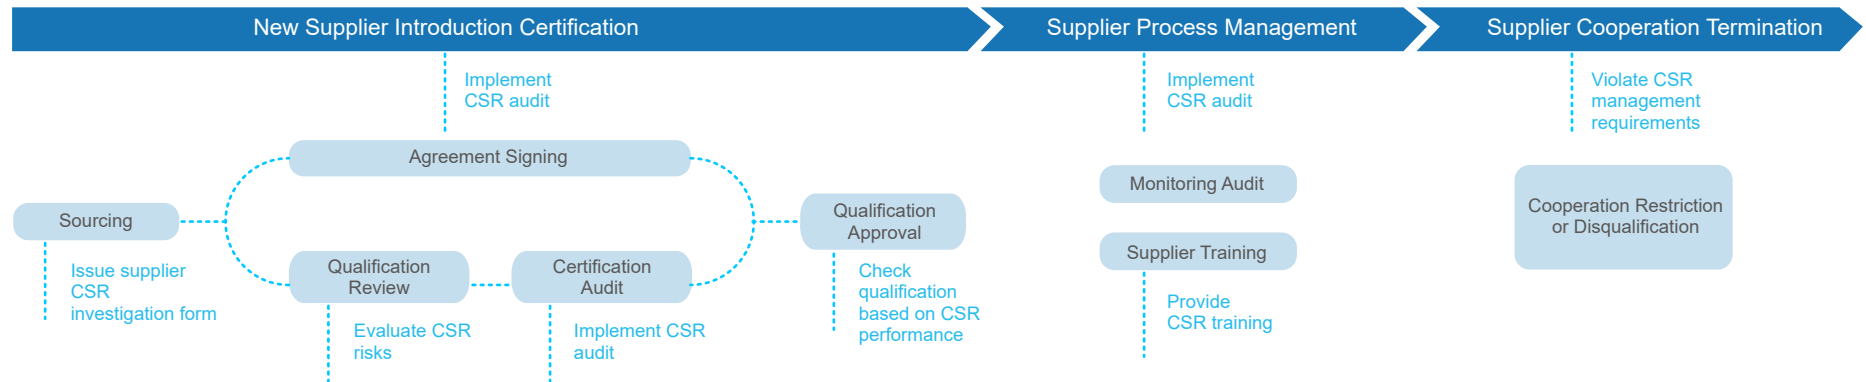 New Supplier Introduction Certification
Supplier Process Management
Supplier Cooperation Termination
Implement
CSR audit
Agreement Signing
Sourcing
Issue supplier
CSR
investigation form
Qualification
Review
Evaluate CSR
risks
Certification
Audit
Implement CSR
audit
Qualification
Approval
Check
qualification
based on CSR
performance
Implement
CSR audit
Monitoring Audit
Supplier Training
Provide
CSR training
Violate CSR
management
requirements
Cooperation Restriction
or Disqualification